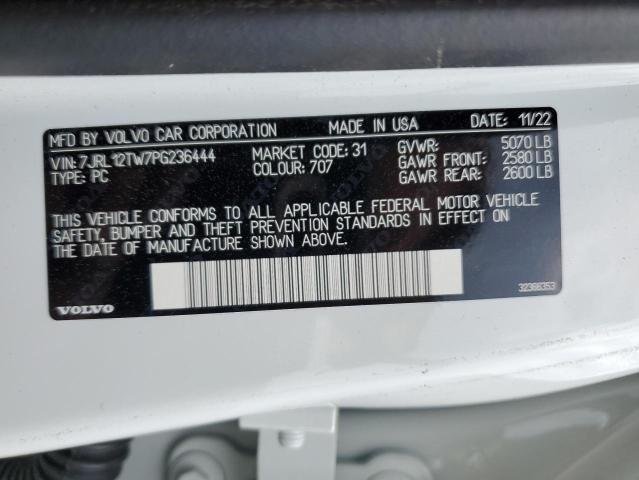 MFD BY VOLVO CAR CORPORATION MADE IN USA DATE: 11/22
VIN: 7JRL12TW7PG236444 MARKET CODE: 31 GVWR: 5070 LB
TYPE: PC COLOUR: 707 GAWR FRONT: 2580 LB
GAWR REAR: 2600 LB
THIS VEHICLE CONFORMS TO ALL APPLICABLE FEDERAL MOTOR VEHICLE
SAFETY, BUMPER AND THEFT PREVENTION STANDARDS IN EFFECT ON
THE DATE OF MANUFACTURE SHOWN ABOVE.
VOLVO 32366353